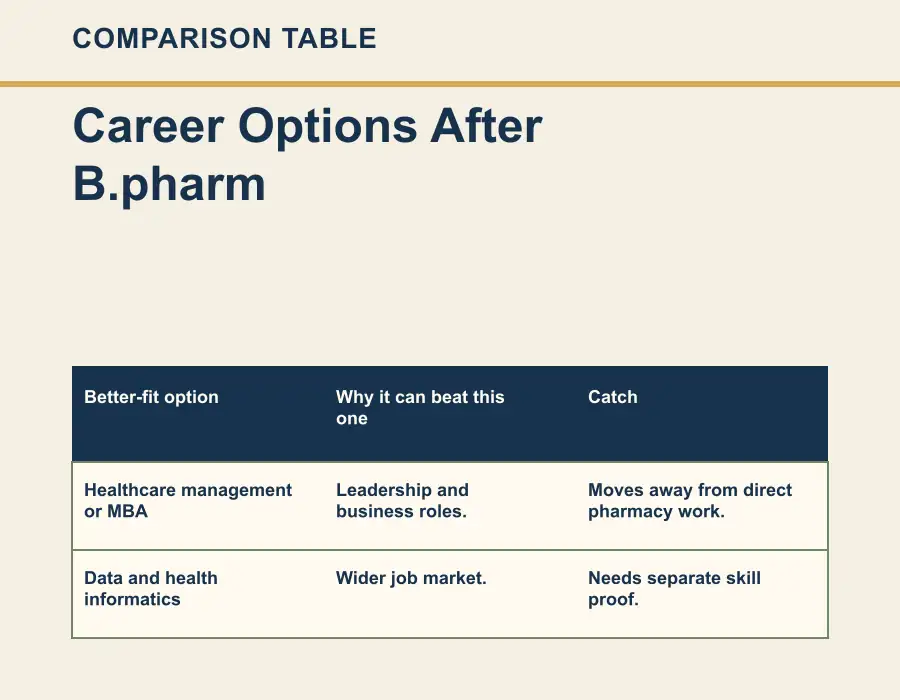 COMPARISON TABLE
Career Options After
B.pharm
Better-fit option
Why it can beat this
one
Catch
Healthcare management
or MBA
Leadership and
business roles.
Moves away from direct
pharmacy work.
Data and health
informatics
Wider job market.
Needs separate skill
proof.